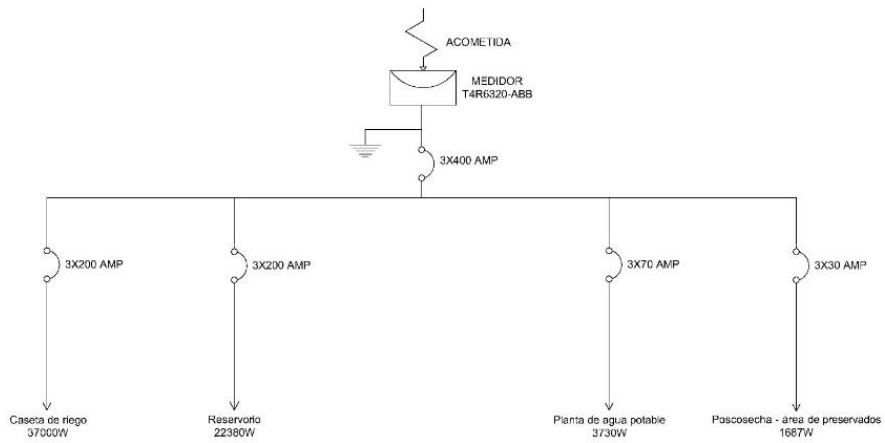 ACOMETIDA
MEDIDOR
T4R6320-ABB
3X400 AMP
3X200 AMP
3X200 AMP
3X70 AMP
3X30 AMP
Caseta de riego
37000W
Reservorio
22380W
Planta de agua potable
3730W
Poscosecha - área de preservados
1687W